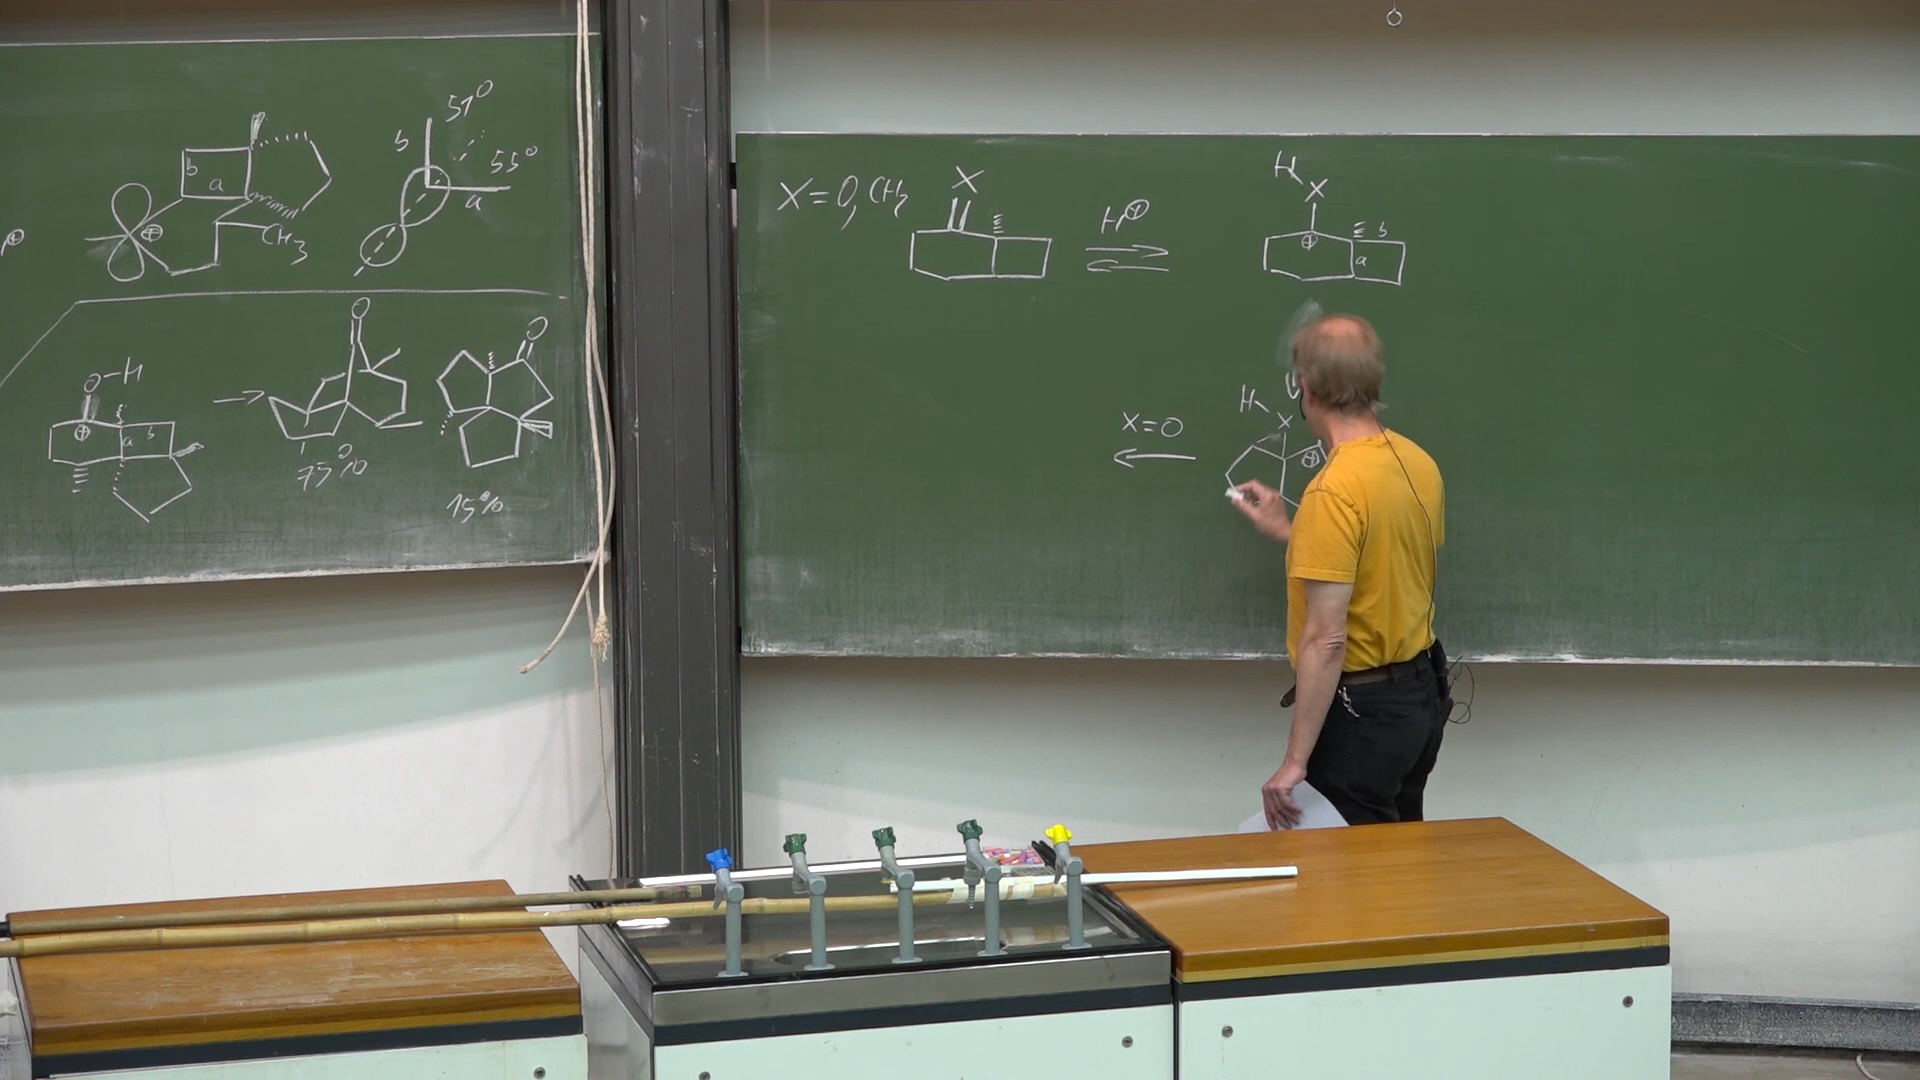 51°
b
55°
b
a
a
⊕
CH3
H⊕
O-H
O
O
⊕
a
b
→
75%
15%
X=O, CH2
X
H⊕
H
X
⊕
b
a
X=O
H
X
⊕